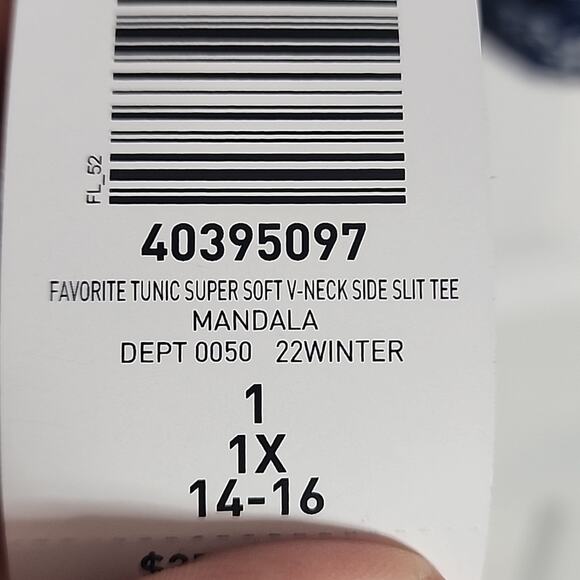 FL_52
40395097
FAVORITE TUNIC SUPER SOFT V-NECK SIDE SLIT TEE
MANDALA
DEPT 0050 22WINTER
1
1X
14-16